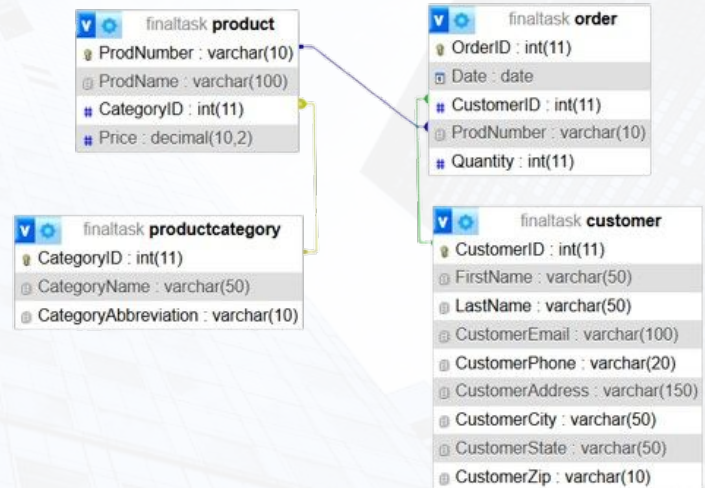 V finaltask product
ProdNumber : varchar(10)
ProdName : varchar(100)
# CategoryID : int(11)
# Price : decimal(10,2)
V finaltask order
OrderID : int(11)
Date : date
# CustomerID : int(11)
ProdNumber : varchar(10)
# Quantity : int(11)
V finaltask productcategory
CategoryID : int(11)
CategoryName : varchar(50)
CategoryAbbreviation : varchar(10)
V finaltask customer
CustomerID : int(11)
FirstName : varchar(50)
LastName : varchar(50)
CustomerEmail : varchar(100)
CustomerPhone : varchar(20)
CustomerAddress : varchar(150)
CustomerCity : varchar(50)
CustomerState : varchar(50)
CustomerZip : varchar(10)